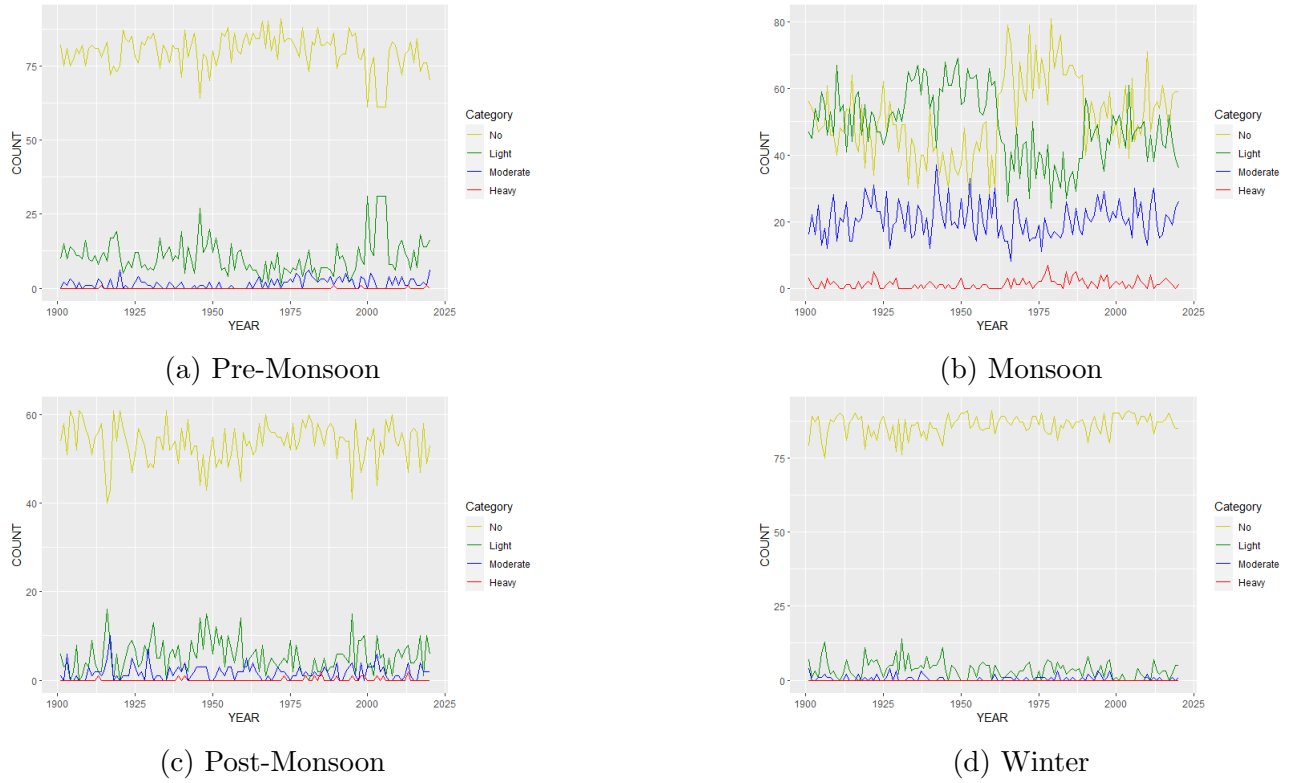 75
50
25
0
COUNT
1900
1925
1950
1975
2000
2025
YEAR
Category
No
Light
Moderate
Heavy
(a) Pre-Monsoon
80
60
40
20
0
COUNT
1900
1925
1950
1975
2000
2025
YEAR
Category
No
Light
Moderate
Heavy
(b) Monsoon
60
40
20
0
COUNT
1900
1925
1950
1975
2000
2025
YEAR
Category
No
Light
Moderate
Heavy
(c) Post-Monsoon
75
50
25
0
COUNT
1900
1925
1950
1975
2000
2025
YEAR
Category
No
Light
Moderate
Heavy
(d) Winter